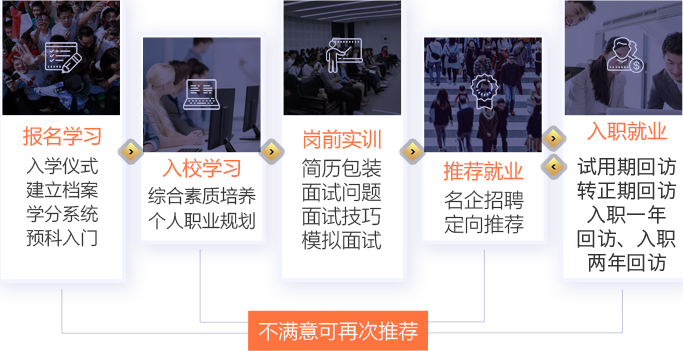 报名学习
入学仪式
建立档案
学分系统
预科入门
入校学习
综合素质培养
个人职业规划
岗前实训
简历包装
面试问题
面试技巧
模拟面试
推荐就业
名企招聘
定向推荐
入职就业
试用期回访
转正期回访
入职一年
回访、入职
两年回访
不满意可再次推荐